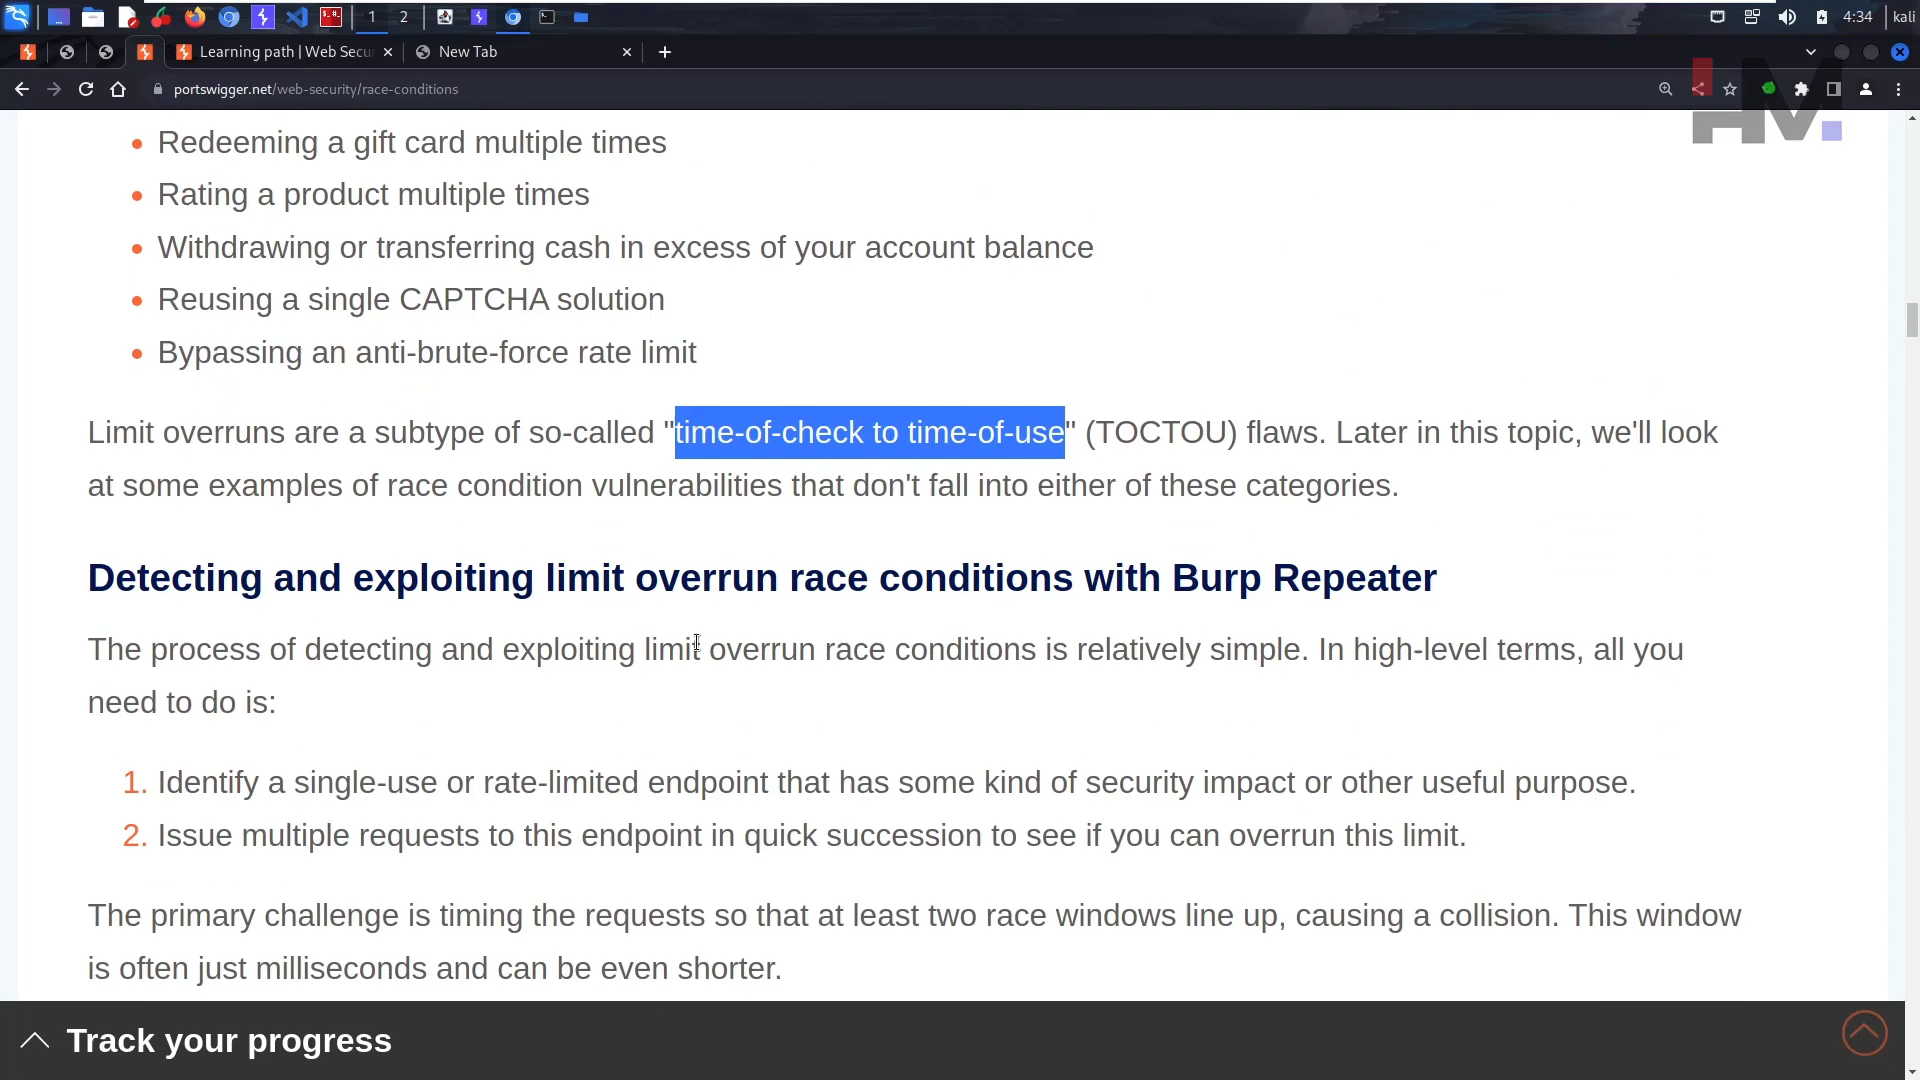 1 2 4:34 kali
Learning path | Web Secu New Tab
portswigger.net/web-security/race-conditions
HM.
Redeeming a gift card multiple times
Rating a product multiple times
Withdrawing or transferring cash in excess of your account balance
Reusing a single CAPTCHA solution
Bypassing an anti-brute-force rate limit
Limit overruns are a subtype of so-called "time-of-check to time-of-use" (TOCTOU) flaws. Later in this topic, we'll look
at some examples of race condition vulnerabilities that don't fall into either of these categories.
Detecting and exploiting limit overrun race conditions with Burp Repeater
The process of detecting and exploiting limit overrun race conditions is relatively simple. In high-level terms, all you
need to do is:
1. Identify a single-use or rate-limited endpoint that has some kind of security impact or other useful purpose.
2. Issue multiple requests to this endpoint in quick succession to see if you can overrun this limit.
The primary challenge is timing the requests so that at least two race windows line up, causing a collision. This window
is often just milliseconds and can be even shorter.
Track your progress